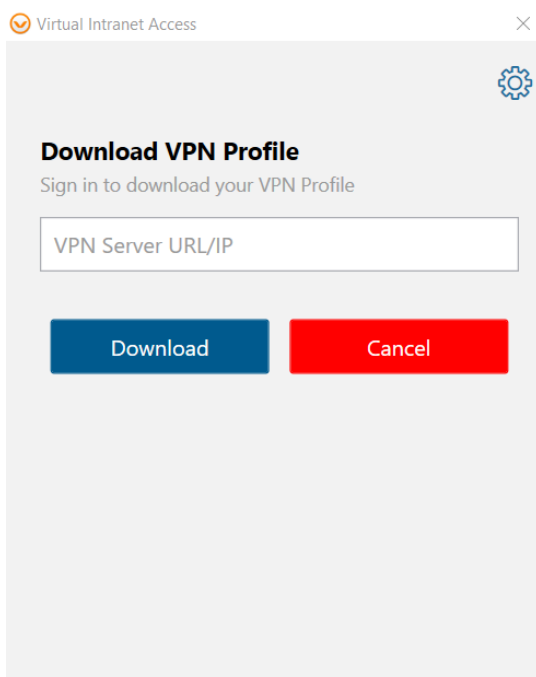 Virtual Intranet Access
Download VPN Profile
Sign in to download your VPN Profile
VPN Server URL/IP
Download
Cancel